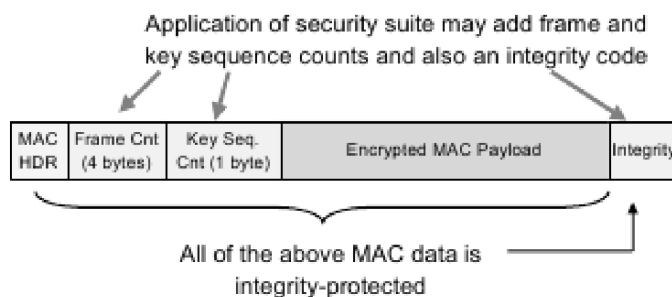 Application of security suite may add frame and
key sequence counts and also an integrity code
MAC HDR
Frame Cnt (4 bytes)
Key Seq. Cnt (1 byte)
Encrypted MAC Payload
Integrity
All of the above MAC data is
integrity-protected